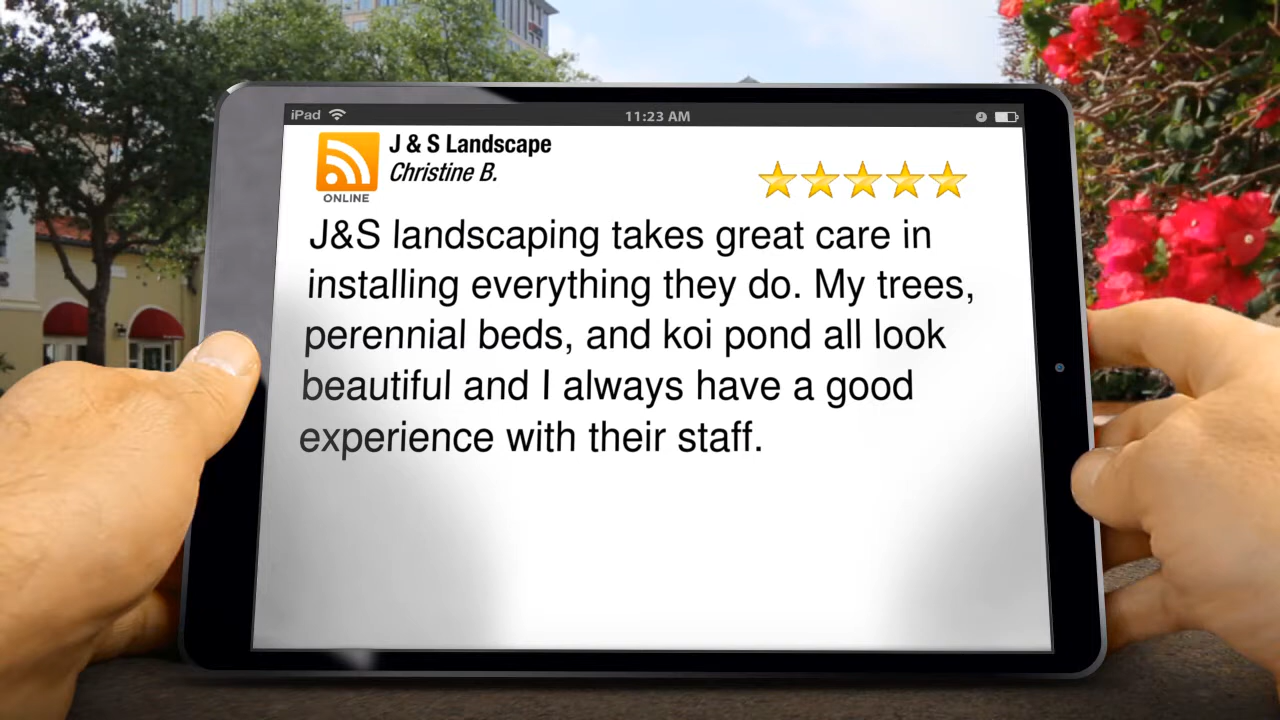 iPad 11:23 AM
J & S Landscape
Christine B.
ONLINE
J&S landscaping takes great care in
installing everything they do. My trees,
perennial beds, and koi pond all look
beautiful and I always have a good
experience with their staff.